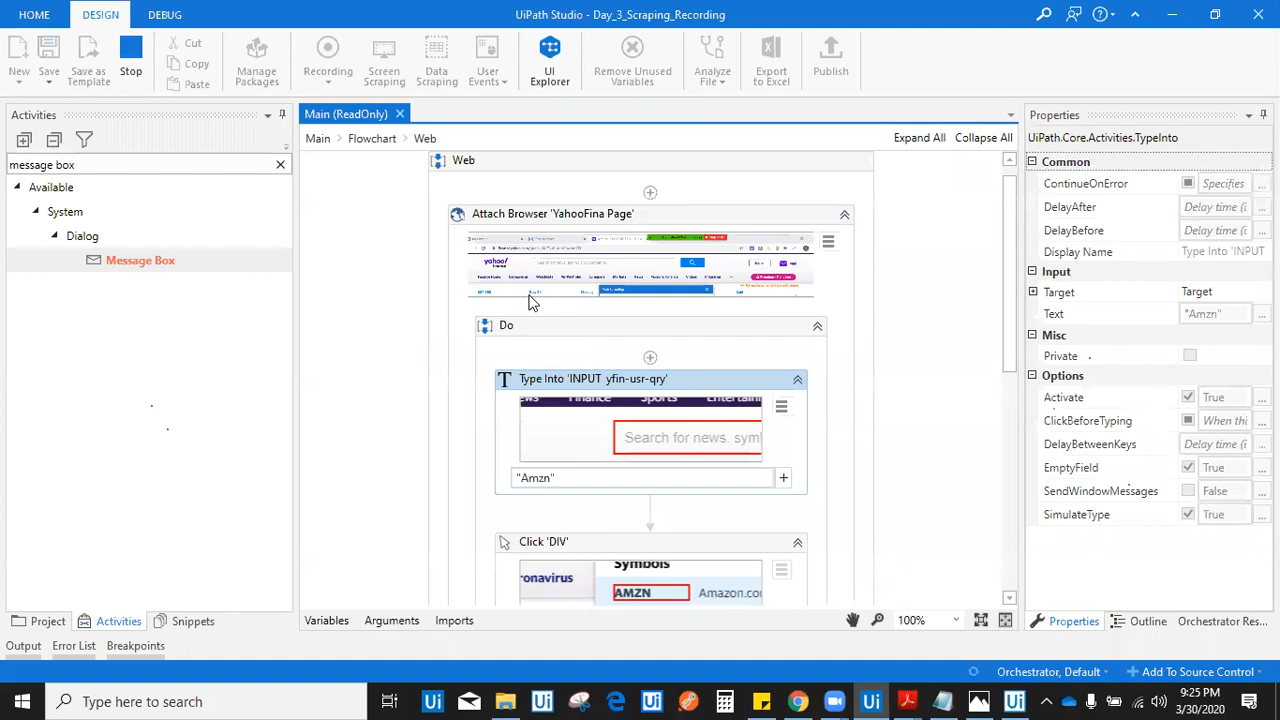 HOME DESIGN DEBUG UiPath Studio - Day_3_Scraping_Recording
New Save Save as Template Stop Cut Copy Paste Manage Packages Recording Screen Scraping Data Scraping User Events UI Explorer Remove Unused Variables Analyze File Export to Excel Publish
Activities
message box
Available
System
Dialog
Message Box
Project Activities Snippets
Output Error List Breakpoints
Main (ReadOnly)
Main Flowchart Web Expand All Collapse All
Web
Attach Browser 'YahooFina Page'
yahoo!
Do
Type Into 'INPUT yfin-usr-qry'
Finance Sports
Search for news, sym
"Amzn"
Click 'DIV'
Symbols
onavirus
AMZN Amazon.co
Variables Arguments Imports 100%
Properties
UiPath.Core.Activities.TypeInto
Common
ContinueOnError Specifies ...
DelayAfter Delay time (i ...
DelayBefore Delay time (i ...
Display Name Type Into 'INPUT
Input
Target Target
Text "Amzn" ...
Misc
Private
Options
Activate True ...
ClickBeforeTyping When thi ...
DelayBetweenKeys Delay time (i ...
EmptyField True ...
SendWindowMessages False ...
SimulateType True ...
Properties Outline Orchestrator Res...
Orchestrator, Default Add To Source Control
Type here to search
9:25 PM
3/30/2020